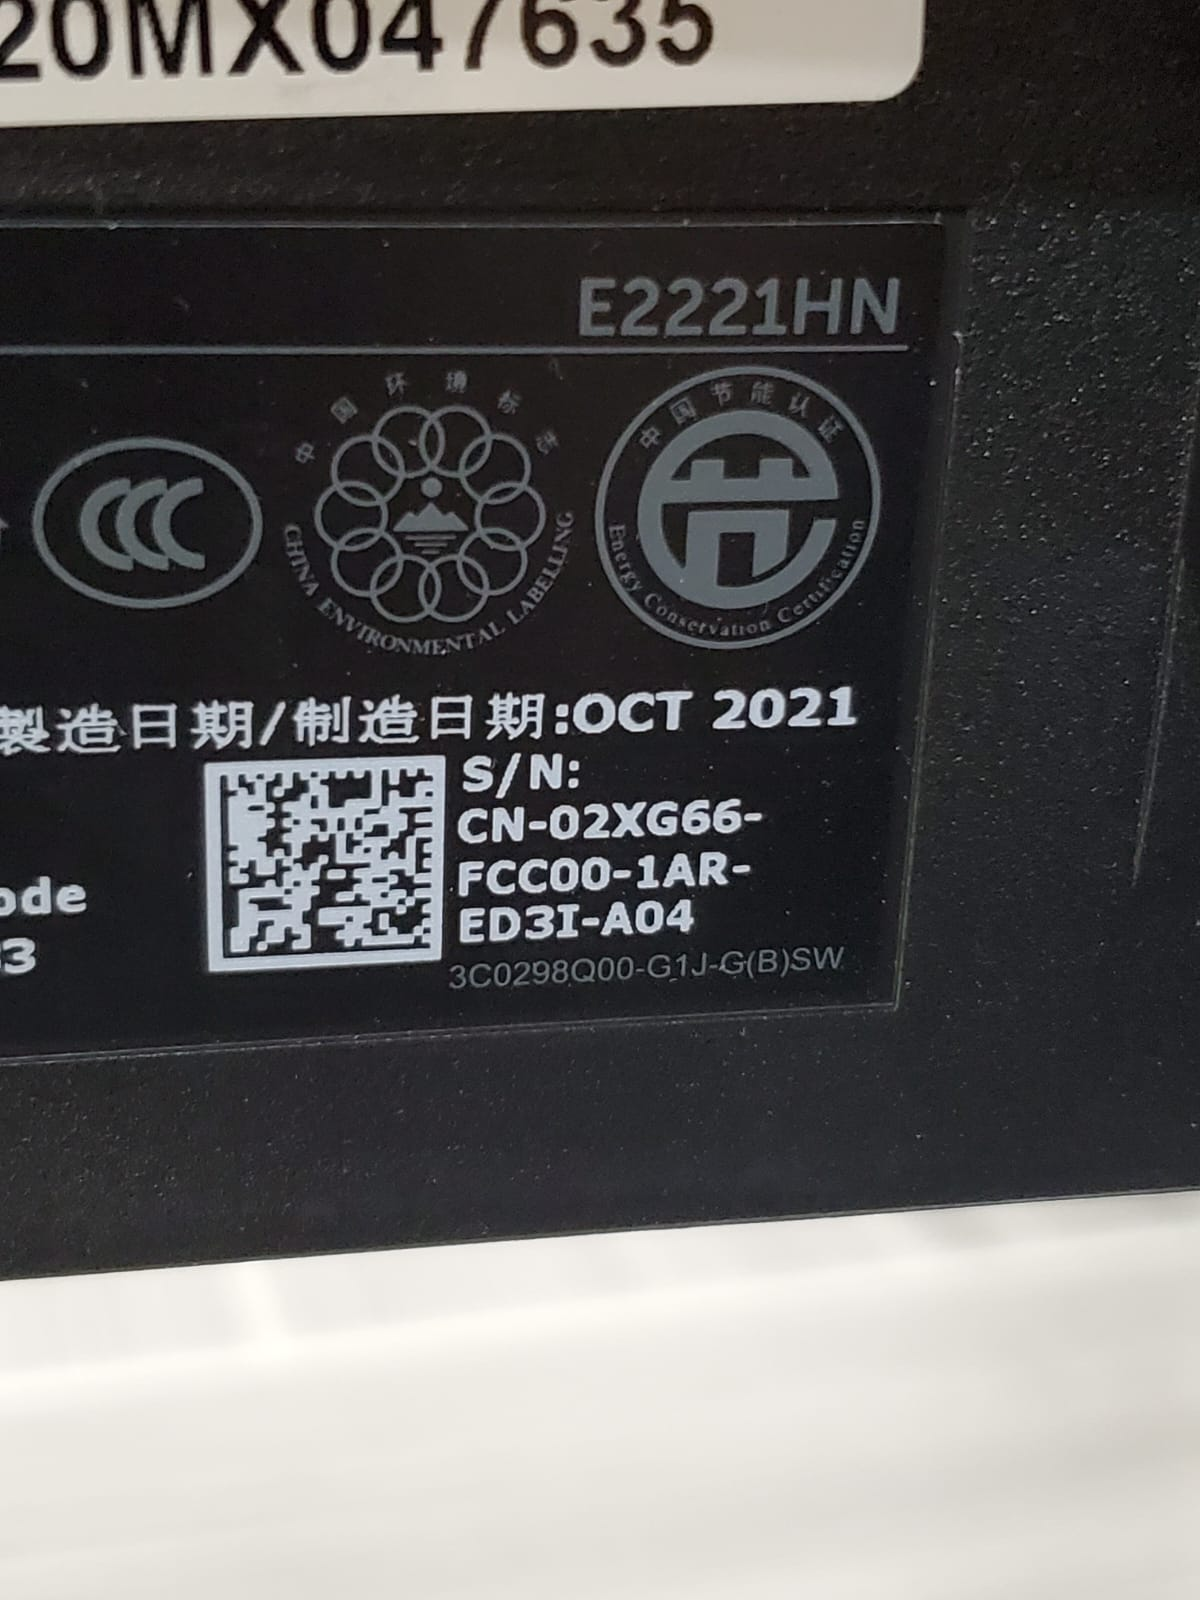 20MX047635
E2221HN
中国环境标志
CHINA ENVIRONMENTAL LABELLING
中国节能认证
Energy Conservation Certification
製造日期/制造日期:OCT 2021
S/N:
CN-02XG66-
FCC00-1AR-
ED3I-A04
3C0298Q00-G1J-G(B)SW